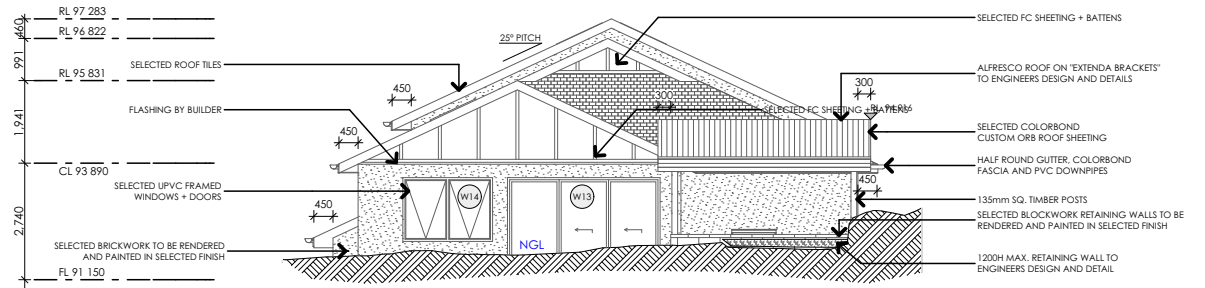 RL 97 283
460
RL 96 822
991
RL 95 831
1,941
CL 93 890
2,740
FL 91 150
SELECTED ROOF TILES
FLASHING BY BUILDER
SELECTED UPVC FRAMED
WINDOWS + DOORS
SELECTED BRICKWORK TO BE RENDERED
AND PAINTED IN SELECTED FINISH
25° PITCH
450
450
450
300
SELECTED FC SHEETING + BATTENS
W14
W13
NGL
SELECTED FC SHEETING + BATTENS
ALFRESCO ROOF ON "EXTENDA BRACKETS"
TO ENGINEERS DESIGN AND DETAILS
300
SELECTED COLORBOND
CUSTOM ORB ROOF SHEETING
HALF ROUND GUTTER, COLORBOND
FASCIA AND PVC DOWNPIPES
450
135mm SQ. TIMBER POSTS
SELECTED BLOCKWORK RETAINING WALLS TO BE
RENDERED AND PAINTED IN SELECTED FINISH
1200H MAX. RETAINING WALL TO
ENGINEERS DESIGN AND DETAIL